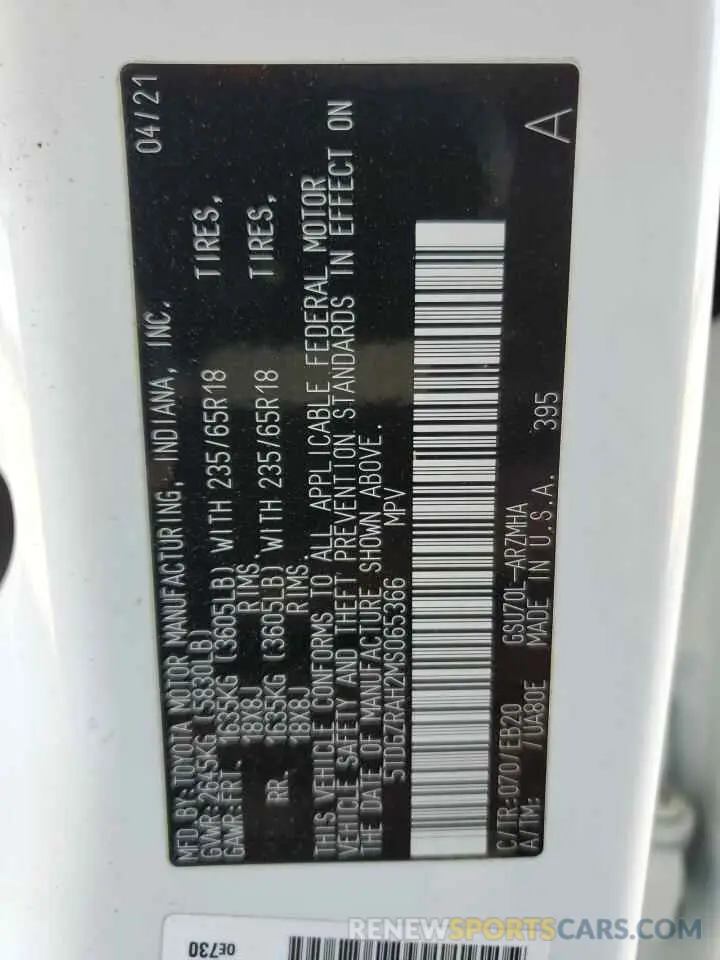 MFD BY:TOYOTA MOTOR MANUFACTURING, INDIANA, INC. 04/21
GVWR:2645KG (5830LB)
GAWR:FRT. 1635KG (3605LB) WITH 235/65R18 TIRES,
18X8J RIMS.
RR. 1635KG (3605LB) WITH 235/65R18 TIRES,
18X8J RIMS.
THIS VEHICLE CONFORMS TO ALL APPLICABLE FEDERAL MOTOR
VEHICLE SAFETY AND THEFT PREVENTION STANDARDS IN EFFECT ON
THE DATE OF MANUFACTURE SHOWN ABOVE.
5TDGZRAH2MS065366 MPV
C/TR:070/EB20 GSU70L-ARZMHA A
A/TM: /UA80E MADE IN U.S.A. 395
0E730
RENEWSPORTSCARS.COM